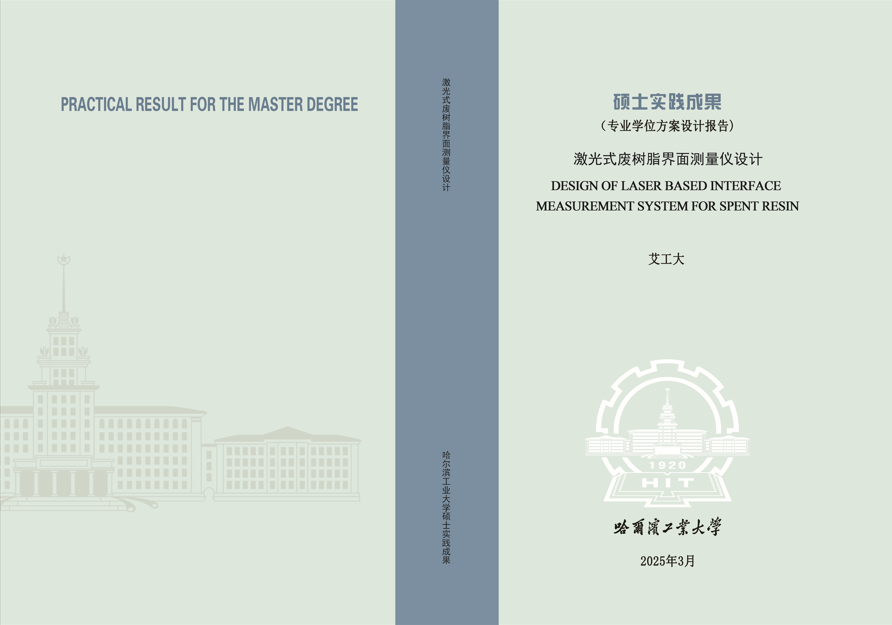 PRACTICAL RESULT FOR THE MASTER DEGREE
激光式废树脂界面测量仪设计
哈尔滨工业大学硕士实践成果
硕士实践成果
（专业学位方案设计报告）
激光式废树脂界面测量仪设计
DESIGN OF LASER BASED INTERFACE
MEASUREMENT SYSTEM FOR SPENT RESIN
艾工大
1920
HIT
哈尔滨工业大学
2025年3月